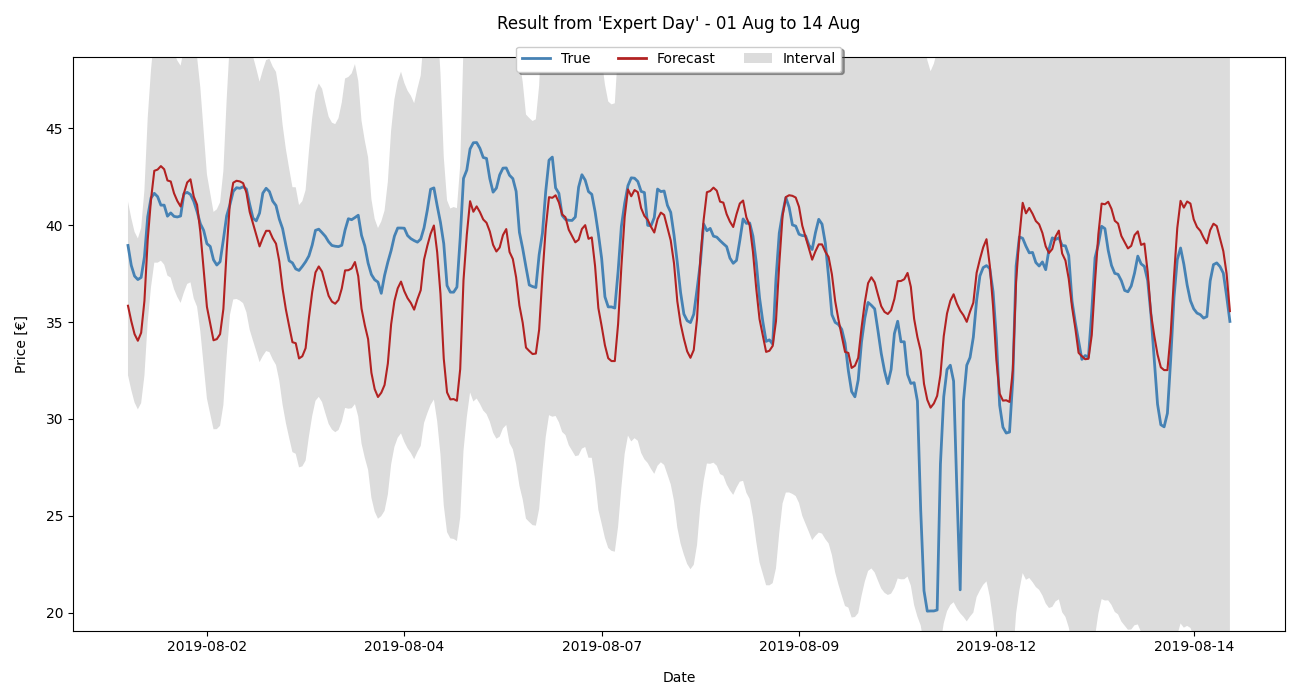 Result from 'Expert Day' - 01 Aug to 14 Aug
True Forecast Interval
45
40
35
30
25
20
Price [€]
2019-08-02 2019-08-04 2019-08-07 2019-08-09 2019-08-12 2019-08-14
Date